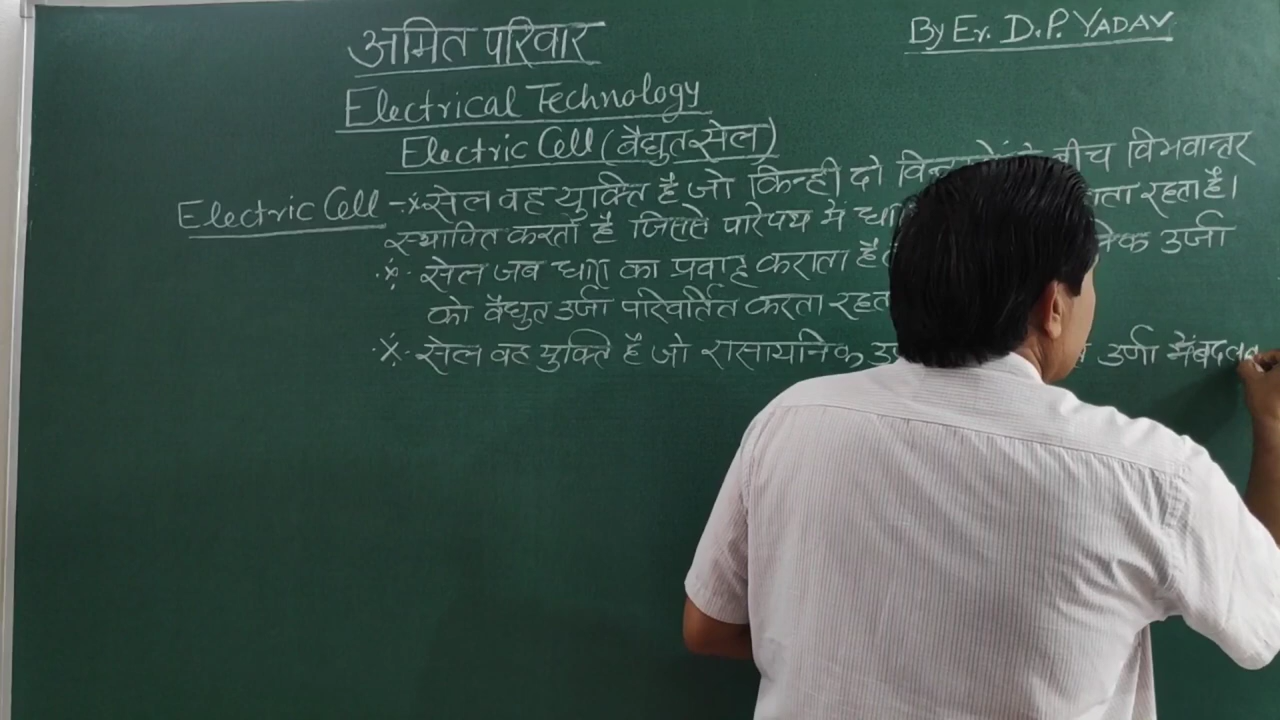 अमित परिवार
By Er. D.P. YADAV
Electrical Technology
Electric Cell (वैधुत सेल)
Electric Cell - ※ सेल वह युक्ति है जो किन्ही दो बीच विभवान्तर
स्थापित करता है जिससे परिपथ में रहता है।
※ सेल जब धारा का प्रवाह कराता है उर्जा
को वैधुत उर्जा परिवर्तित करता
※ सेल वह युक्ति है जो रासायनिक उर्जा में